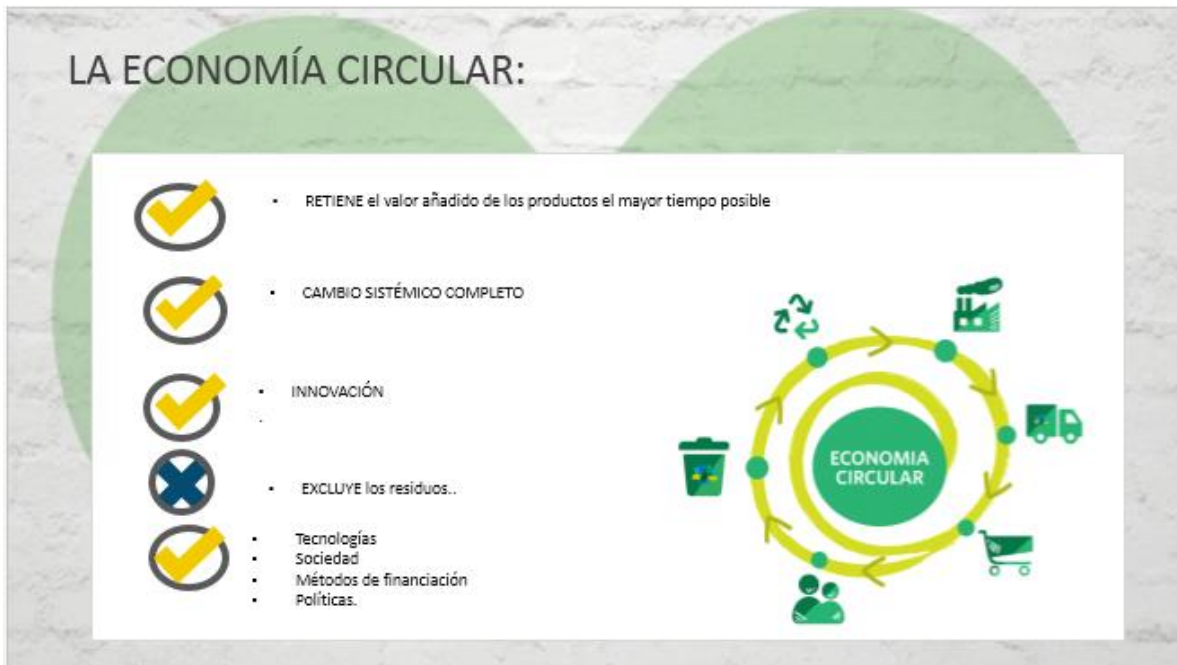 LA ECONOMÍA CIRCULAR:
▪ RETIENE el valor añadido de los productos el mayor tiempo posible
▪ CAMBIO SISTÉMICO COMPLETO
▪ INNOVACIÓN
.
▪ EXCLUYE los residuos..
▪ Tecnologías
▪ Sociedad
▪ Métodos de financiación
▪ Políticas.
ECONOMIA
CIRCULAR